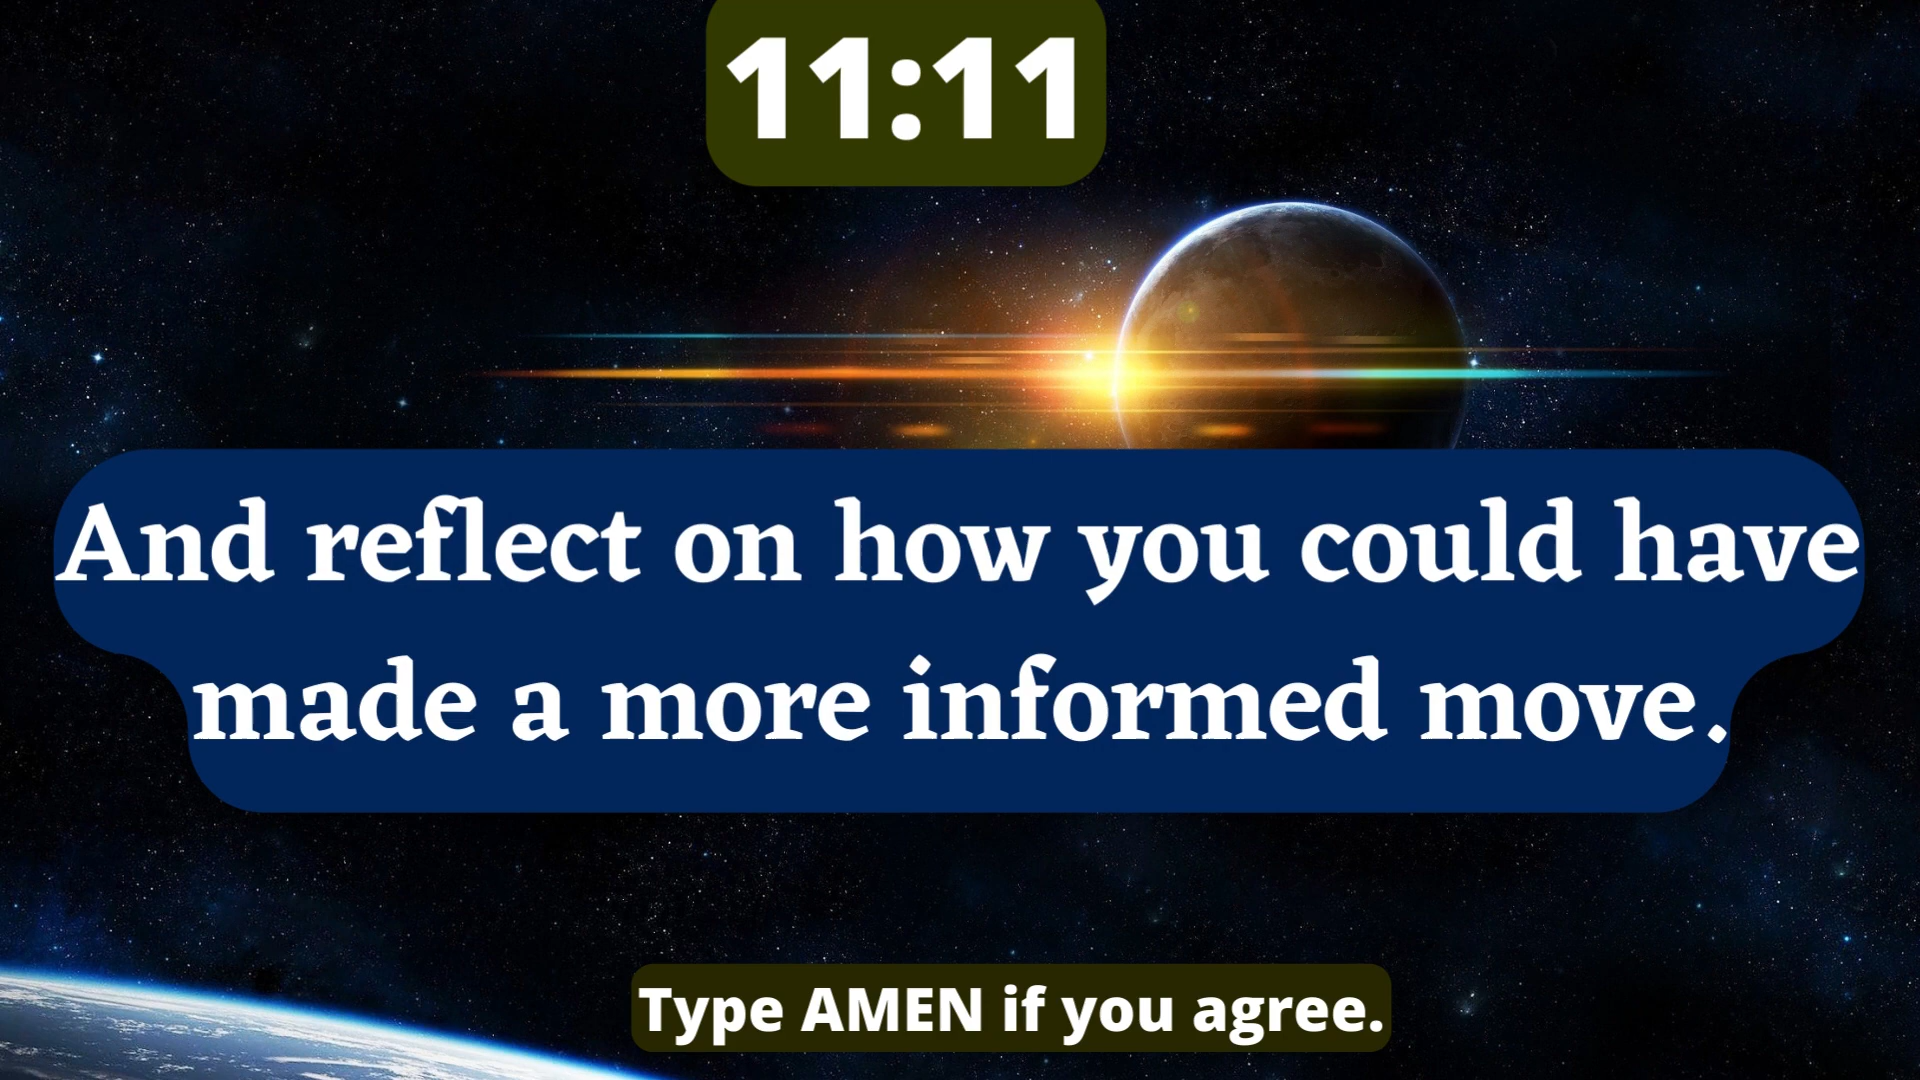 11:11
And reflect on how you could have
made a more informed move.
Type AMEN if you agree.